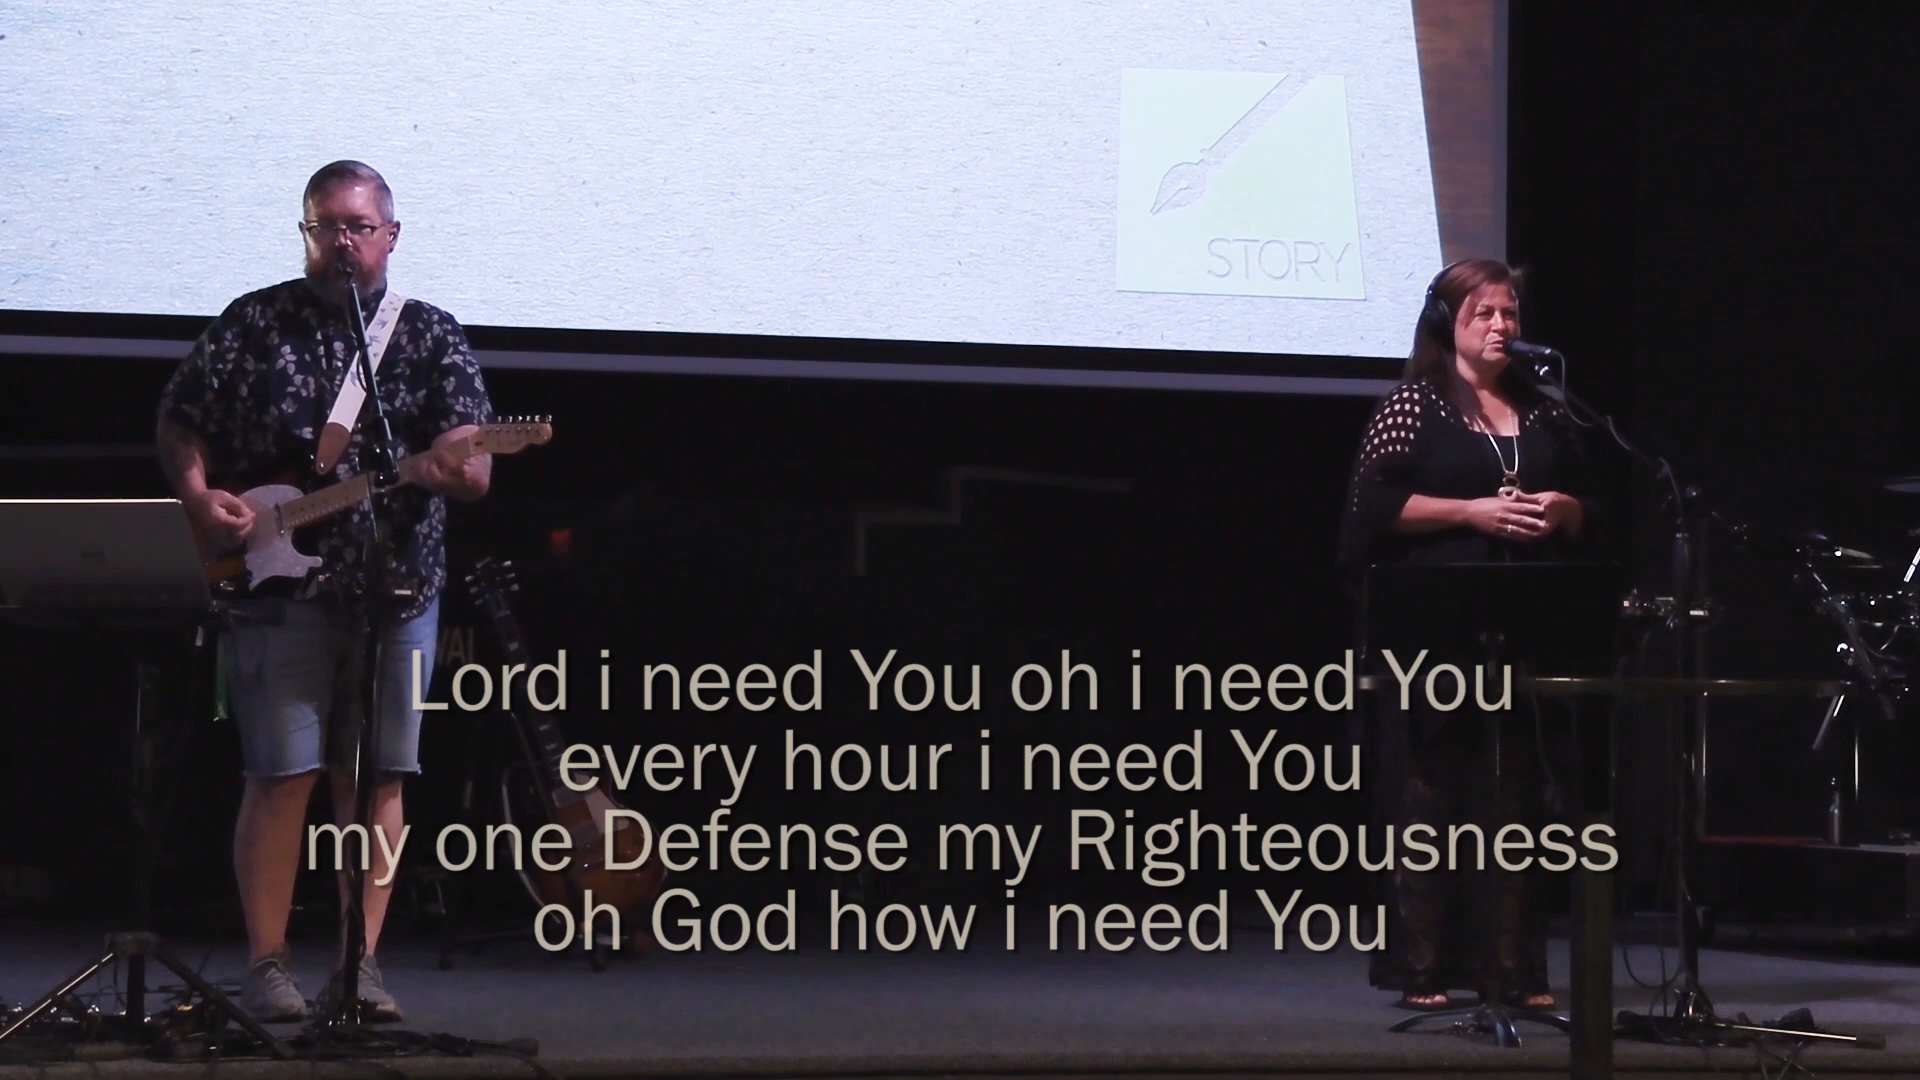 STORY
Lord i need You oh i need You
every hour i need You
my one Defense my Righteousness
oh God how i need You